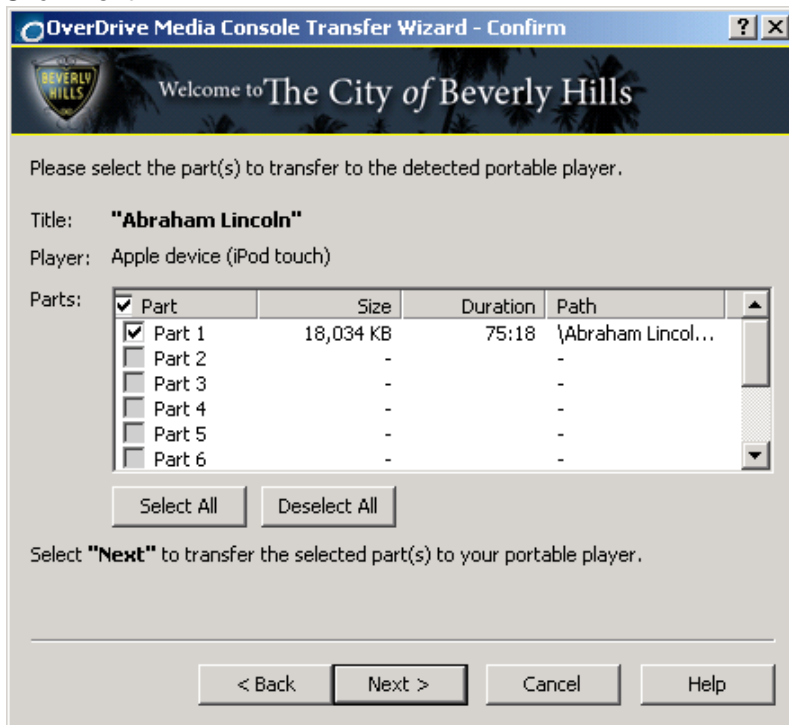 OverDrive Media Console Transfer Wizard - Confirm ? X
BEVERLY HILLS Welcome to The City of Beverly Hills
Please select the part(s) to transfer to the detected portable player.
Title: "Abraham Lincoln"
Player: Apple device (iPod touch)
Parts: Part Size Duration Path
Part 1 18,034 KB 75:18 \Abraham Lincol...
Part 2 - -
Part 3 - -
Part 4 - -
Part 5 - -
Part 6 - -
Select All Deselect All
Select "Next" to transfer the selected part(s) to your portable player.
< Back Next > Cancel Help